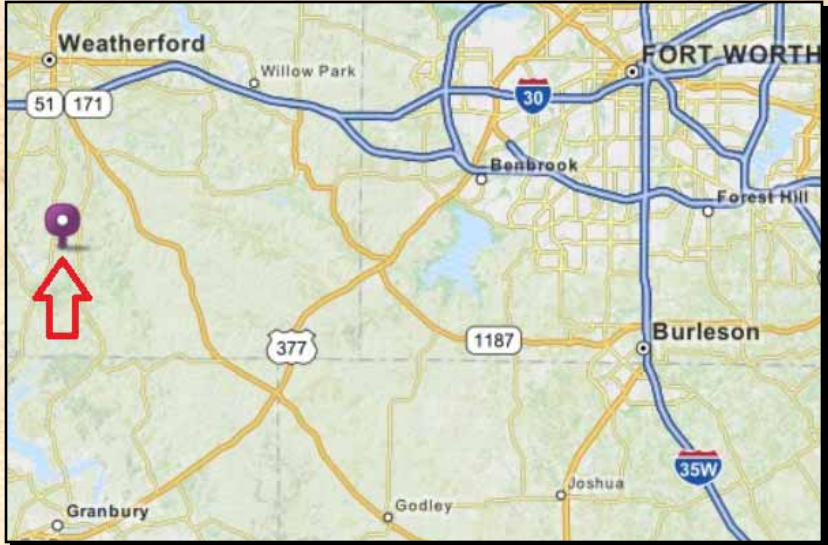 Weatherford
FORT WORTH
Willow Park
30
51 171
Benbrook
Forest Hill
377
1187
Burleson
35W
Joshua
Godley
Granbury